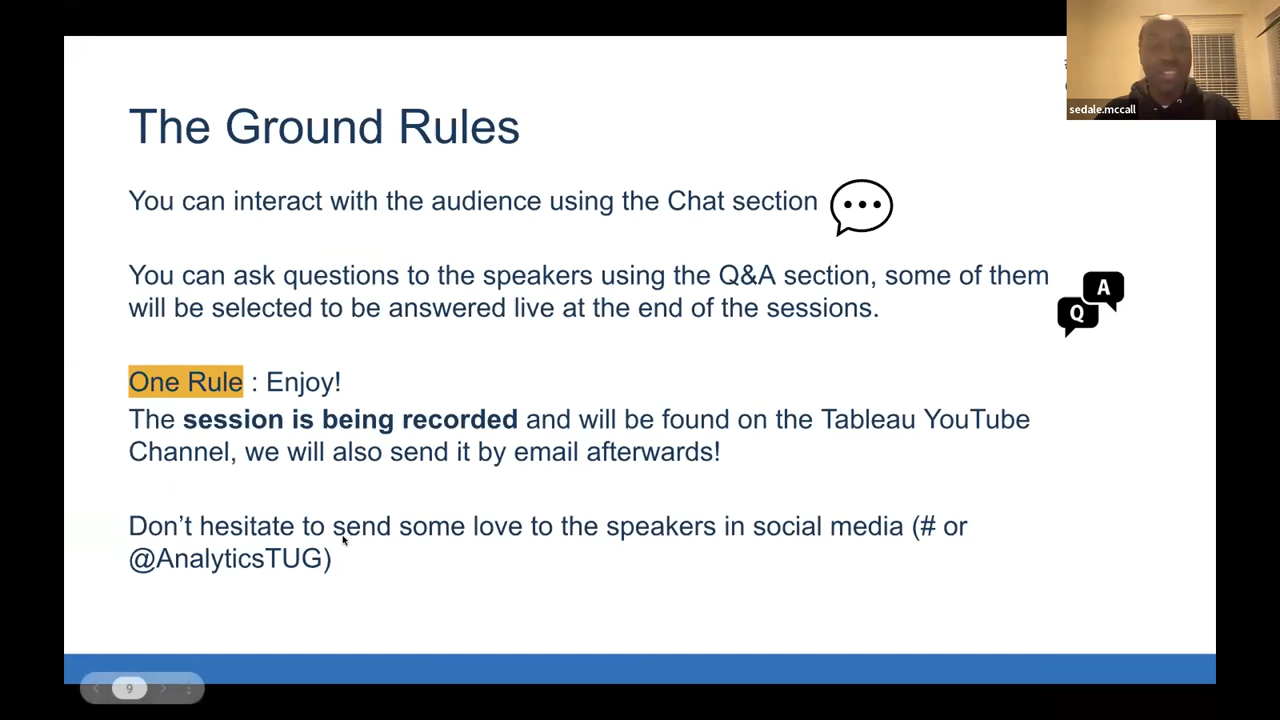 The Ground Rules
You can interact with the audience using the Chat section
You can ask questions to the speakers using the Q&A section, some of them
will be selected to be answered live at the end of the sessions.
Q
A
One Rule : Enjoy!
The session is being recorded and will be found on the Tableau YouTube
Channel, we will also send it by email afterwards!
Don’t hesitate to send some love to the speakers in social media (# or
@AnalyticsTUG)
sedale.mccall
9